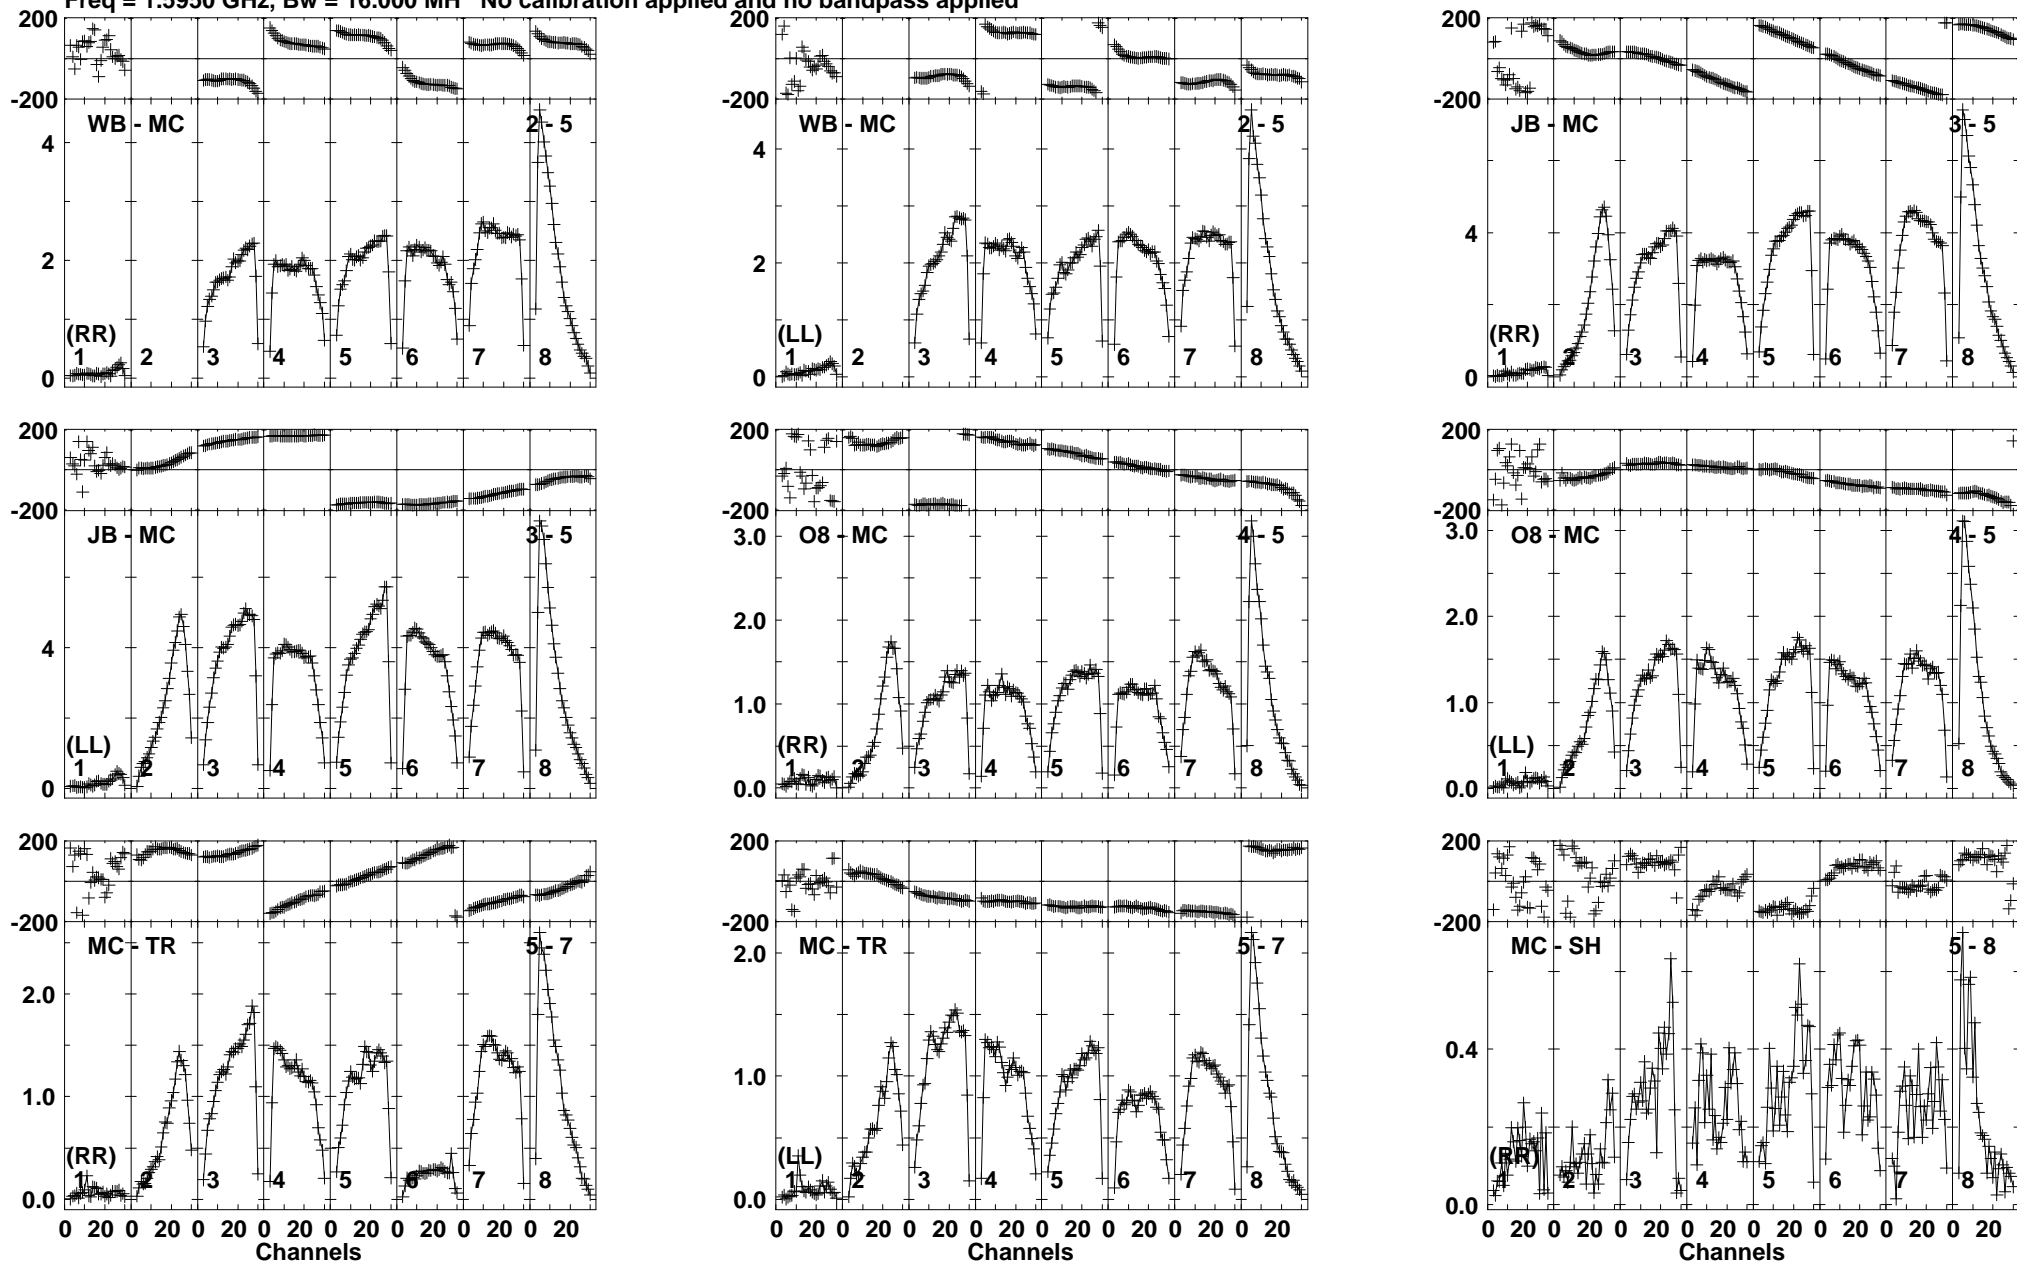 Freq = 1.5950 GHz, Bw = 16.000 MH No calibration applied and no bandpass applied
200
-200
WB - MC 2 - 5
4
2
0
(RR)
1 2 3 4 5 6 7 8
WB - MC 2 - 5
200
-200
4
2
0
(LL)
1 2 3 4 5 6 7 8
200
-200
JB - MC 3 - 5
4
0
(RR)
1 2 3 4 5 6 7 8
200
-200
JB - MC 3 - 5
4
0
(LL)
1 2 3 4 5 6 7 8
200
-200
O8 - MC 4 - 5
3.0
2.0
1.0
0.0
(RR)
1 2 3 4 5 6 7 8
200
-200
O8 - MC 4 - 5
3.0
2.0
1.0
0.0
(LL)
1 2 3 4 5 6 7 8
200
-200
MC - TR 5 - 7
2.0
1.0
0.0
(RR)
1 2 3 4 5 6 7 8
0 20 0 20 0 20 0 20 0 20 0 20 0 20 0 20
Channels
200
-200
MC - TR 5 - 7
2.0
1.0
0.0
(LL)
1 2 3 4 5 6 7 8
0 20 0 20 0 20 0 20 0 20 0 20 0 20 0 20
200
-200
MC - SH 5 - 8
0.4
0.0
(RR)
1 2 3 4 5 6 7 8
0 20 0 20 0 20 0 20 0 20 0 20 0 20 0 20
Channels